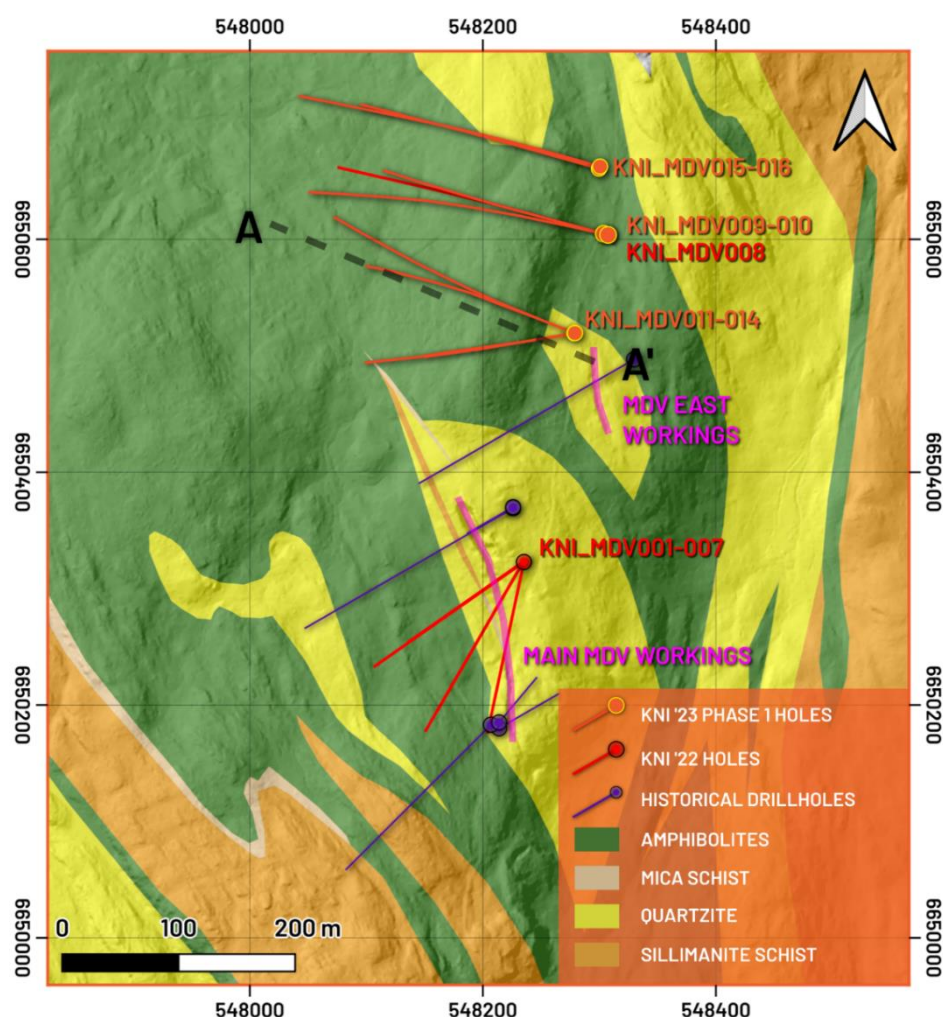 548000 548200 548400
KNI_MDV015-016
A
KNI_MDV009-010
KNI_MDV008
6650600 6650600
KNI_MDV011-014
A'
MDV EAST
WORKINGS
6650400 6650400
KNI_MDV001-007
MAIN MDV WORKINGS
6650200 6650200
KNI '23 PHASE 1 HOLES
KNI '22 HOLES
HISTORICAL DRILLHOLES
AMPHIBOLITES
MICA SCHIST
QUARTZITE
SILLIMANITE SCHIST
0 100 200 m
6650000 6650000
548000 548200 548400